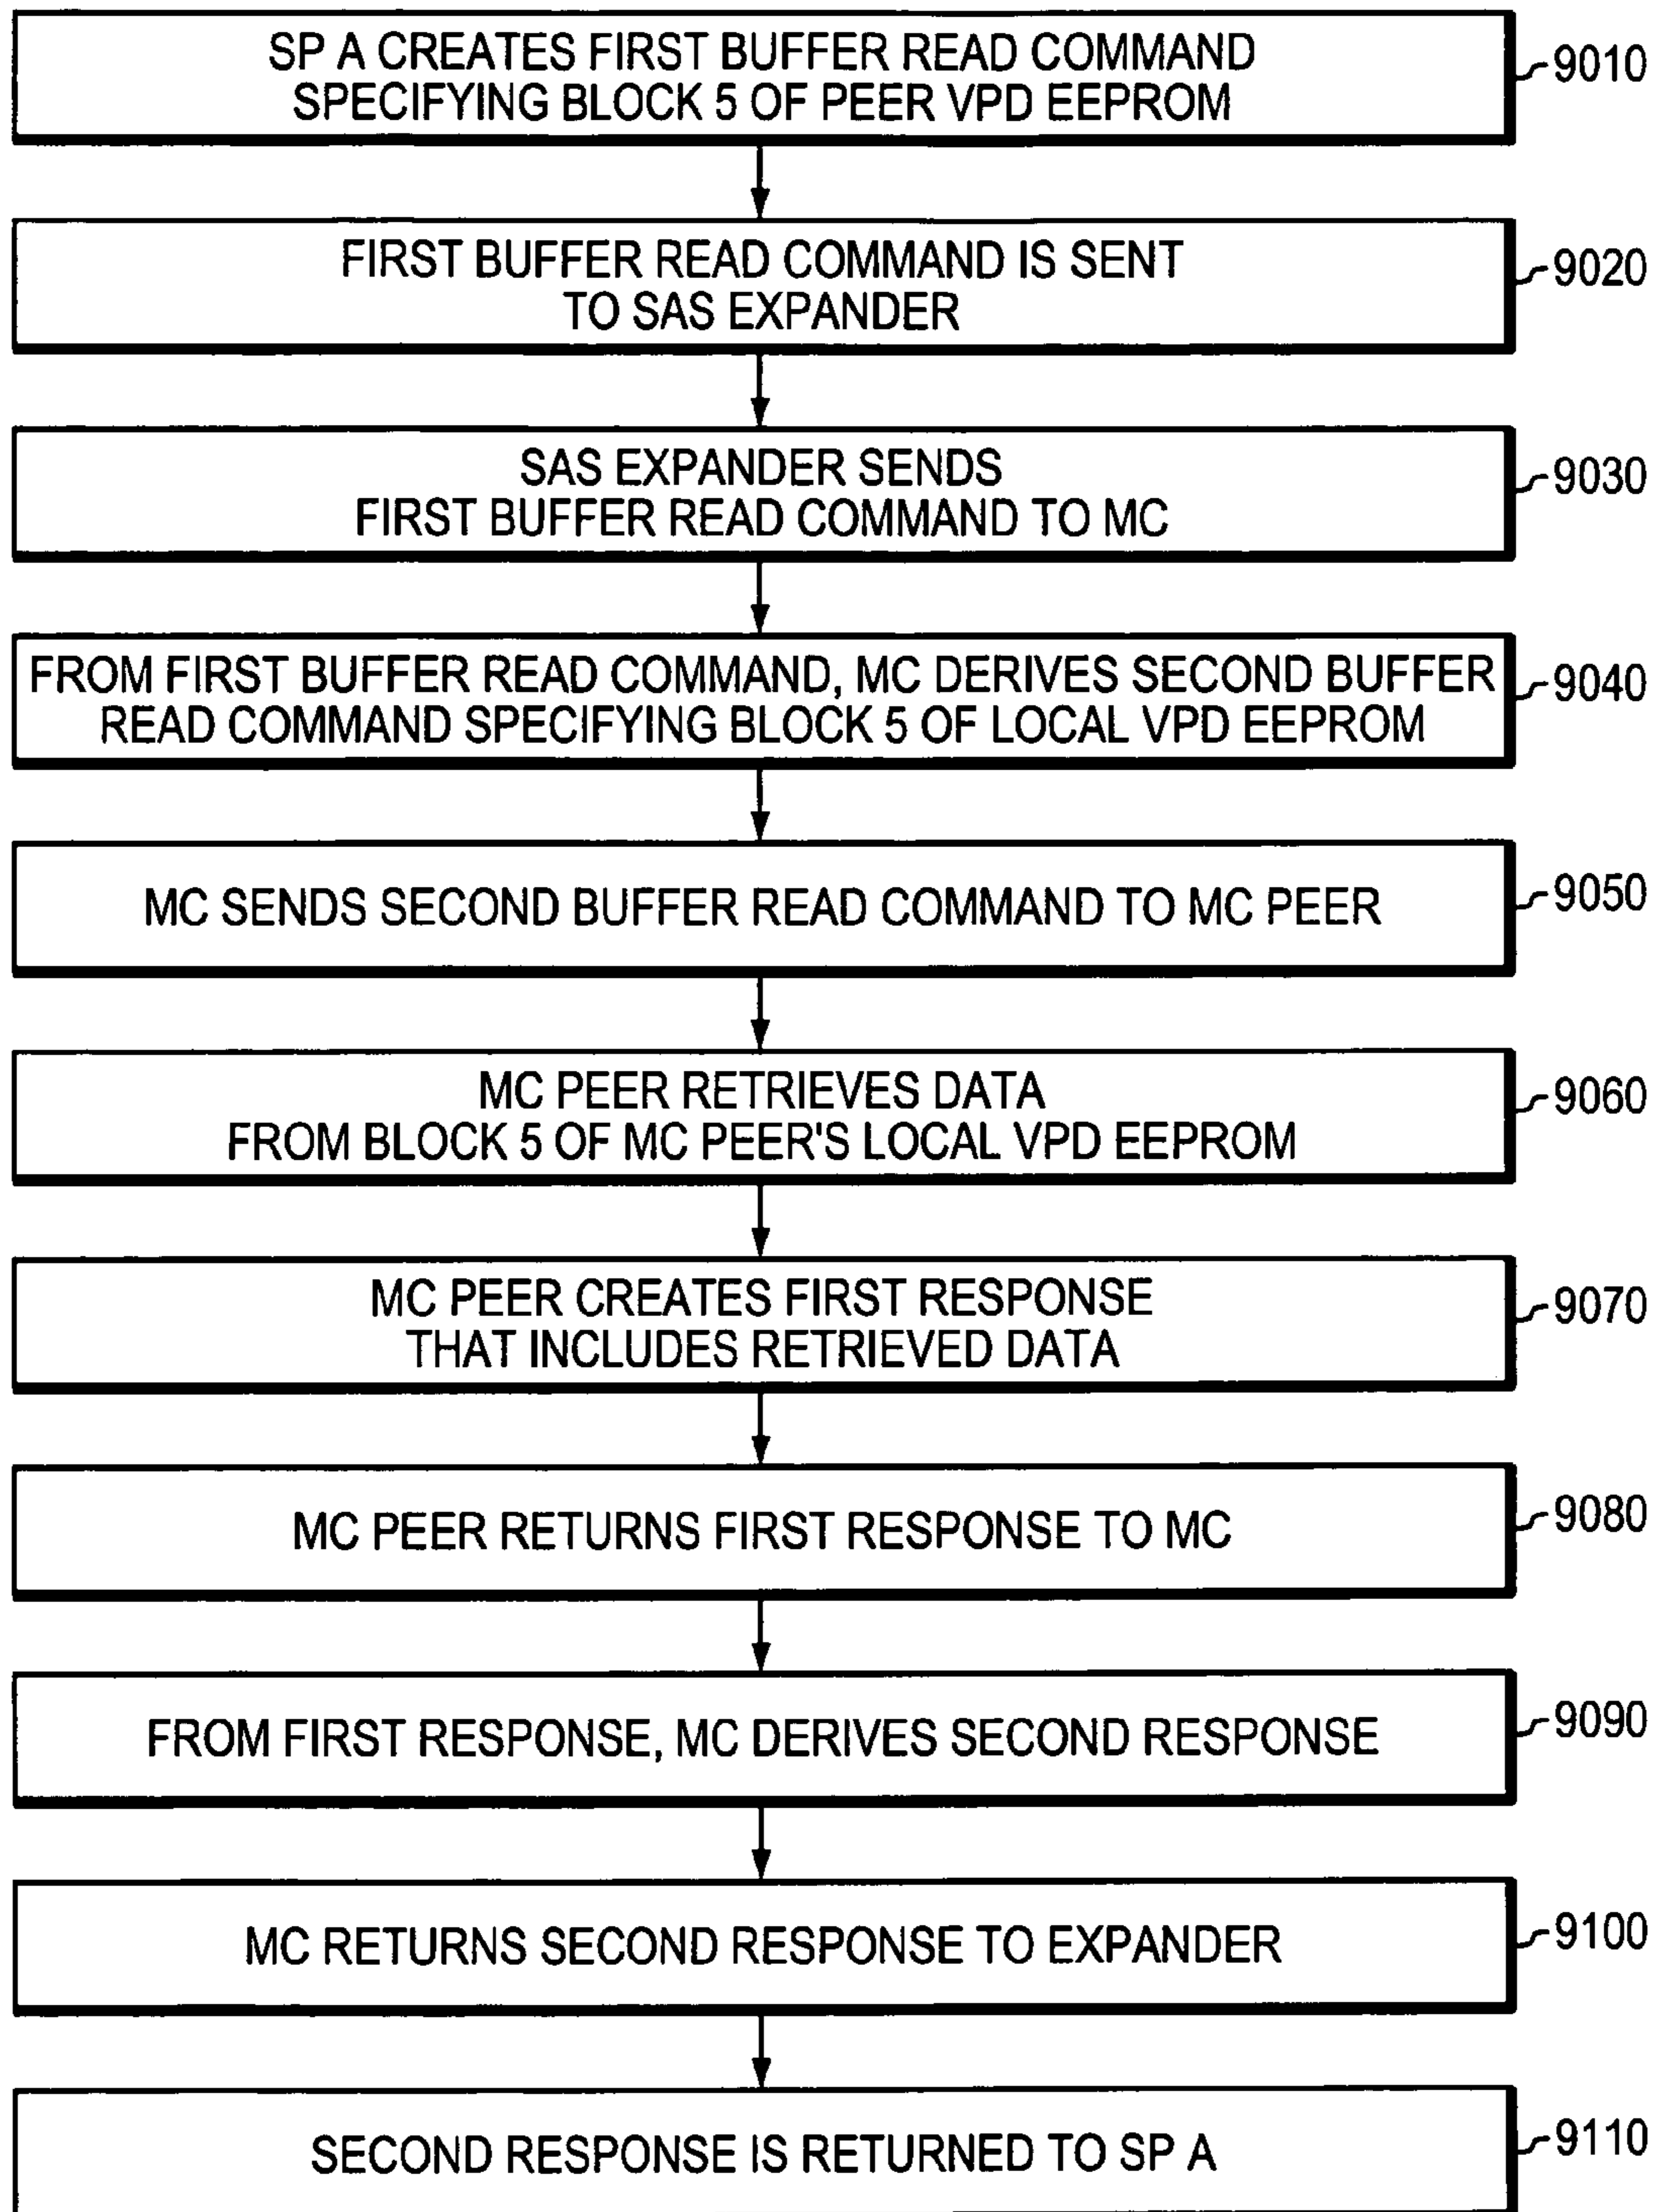 SP A CREATES FIRST BUFFER READ COMMAND
SPECIFYING BLOCK 5 OF PEER VPD EEPROM
9010
FIRST BUFFER READ COMMAND IS SENT
TO SAS EXPANDER
9020
SAS EXPANDER SENDS
FIRST BUFFER READ COMMAND TO MC
9030
FROM FIRST BUFFER READ COMMAND, MC DERIVES SECOND BUFFER
READ COMMAND SPECIFYING BLOCK 5 OF LOCAL VPD EEPROM
9040
MC SENDS SECOND BUFFER READ COMMAND TO MC PEER
9050
MC PEER RETRIEVES DATA
FROM BLOCK 5 OF MC PEER'S LOCAL VPD EEPROM
9060
MC PEER CREATES FIRST RESPONSE
THAT INCLUDES RETRIEVED DATA
9070
MC PEER RETURNS FIRST RESPONSE TO MC
9080
FROM FIRST RESPONSE, MC DERIVES SECOND RESPONSE
9090
MC RETURNS SECOND RESPONSE TO EXPANDER
9100
SECOND RESPONSE IS RETURNED TO SP A
9110